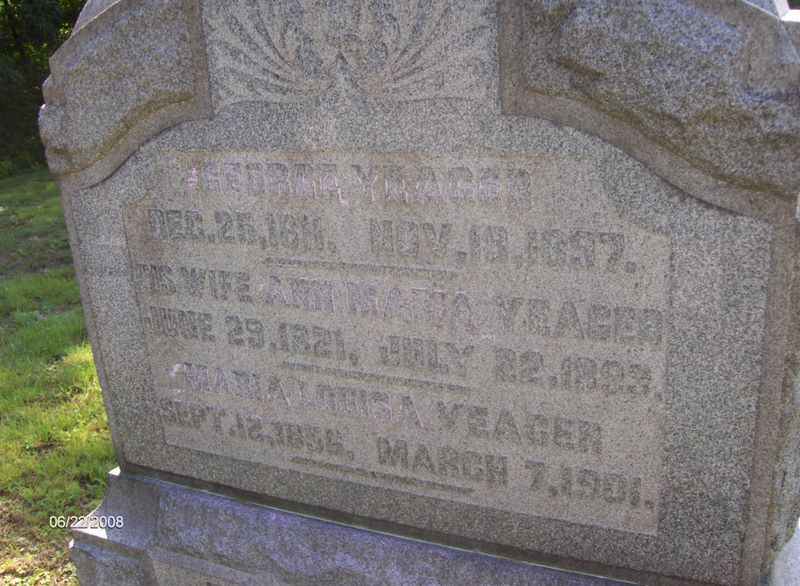 GEORGE YEAGER
DEC. 25, 1811. NOV. 18, 1897.
HIS WIFE ANN MARIA YEAGER
JUNE 29, 1821, JULY 22, 1893.
MARIA LOUISA YEAGER
SEPT. 12, 1856, MARCH 7, 1901.
06/22/2008